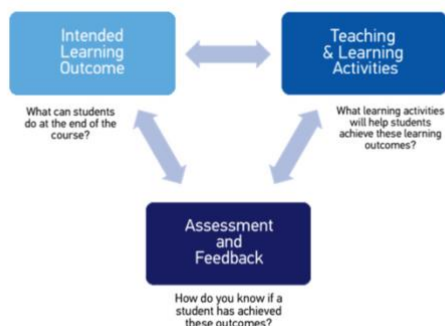 Intended
Learning
Outcome
What can students
do at the end of the
course?
Teaching
& Learning
Activities
What learning activities
will help students
achieve these learning
outcomes?
Assessment
and
Feedback
How do you know if a
student has achieved
these outcomes?